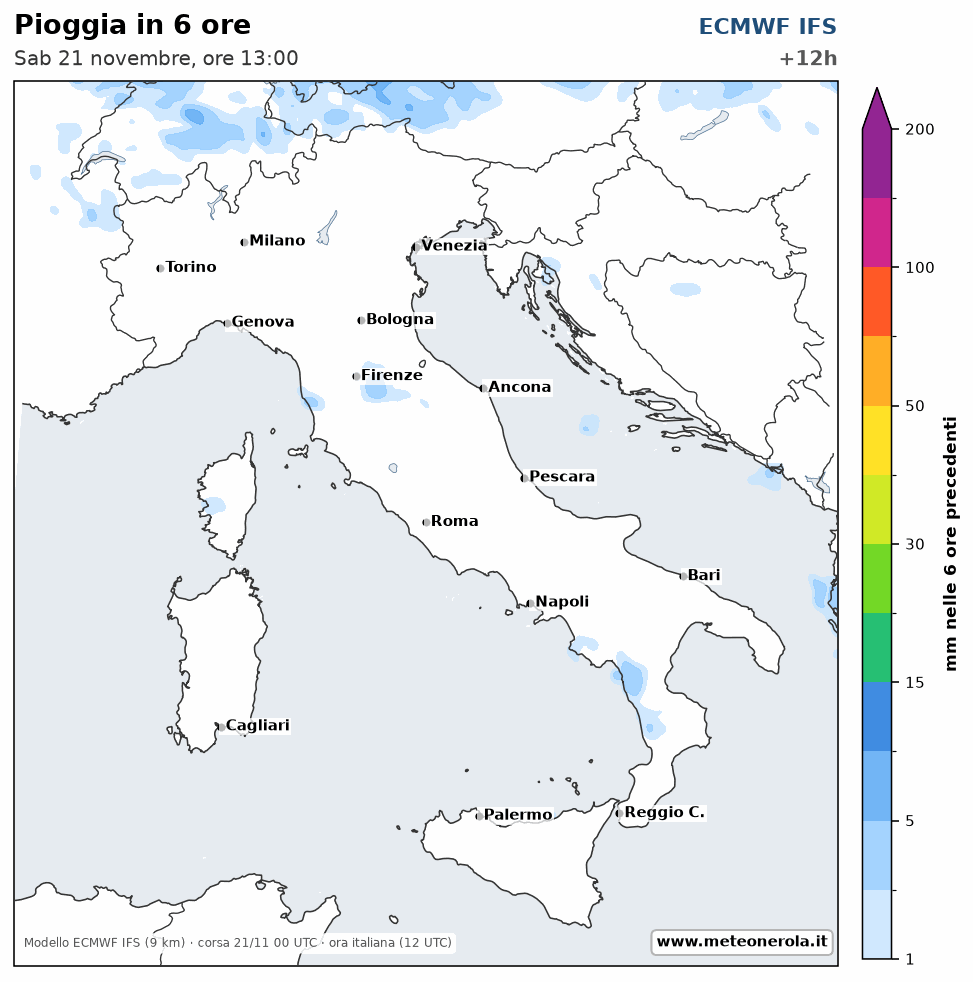 Pioggia in 6 ore
ECMWF IFS
Sab 21 novembre, ore 13:00
+12h
Milano
Venezia
Torino
Genova
Bologna
Firenze
Ancona
Pescara
Roma
Bari
Napoli
Cagliari
Palermo
Reggio C.
Modello ECMWF IFS (9 km) · corsa 21/11 00 UTC · ora italiana (12 UTC)
www.meteonerola.it
200
100
50
30
15
5
1
mm nelle 6 ore precedenti